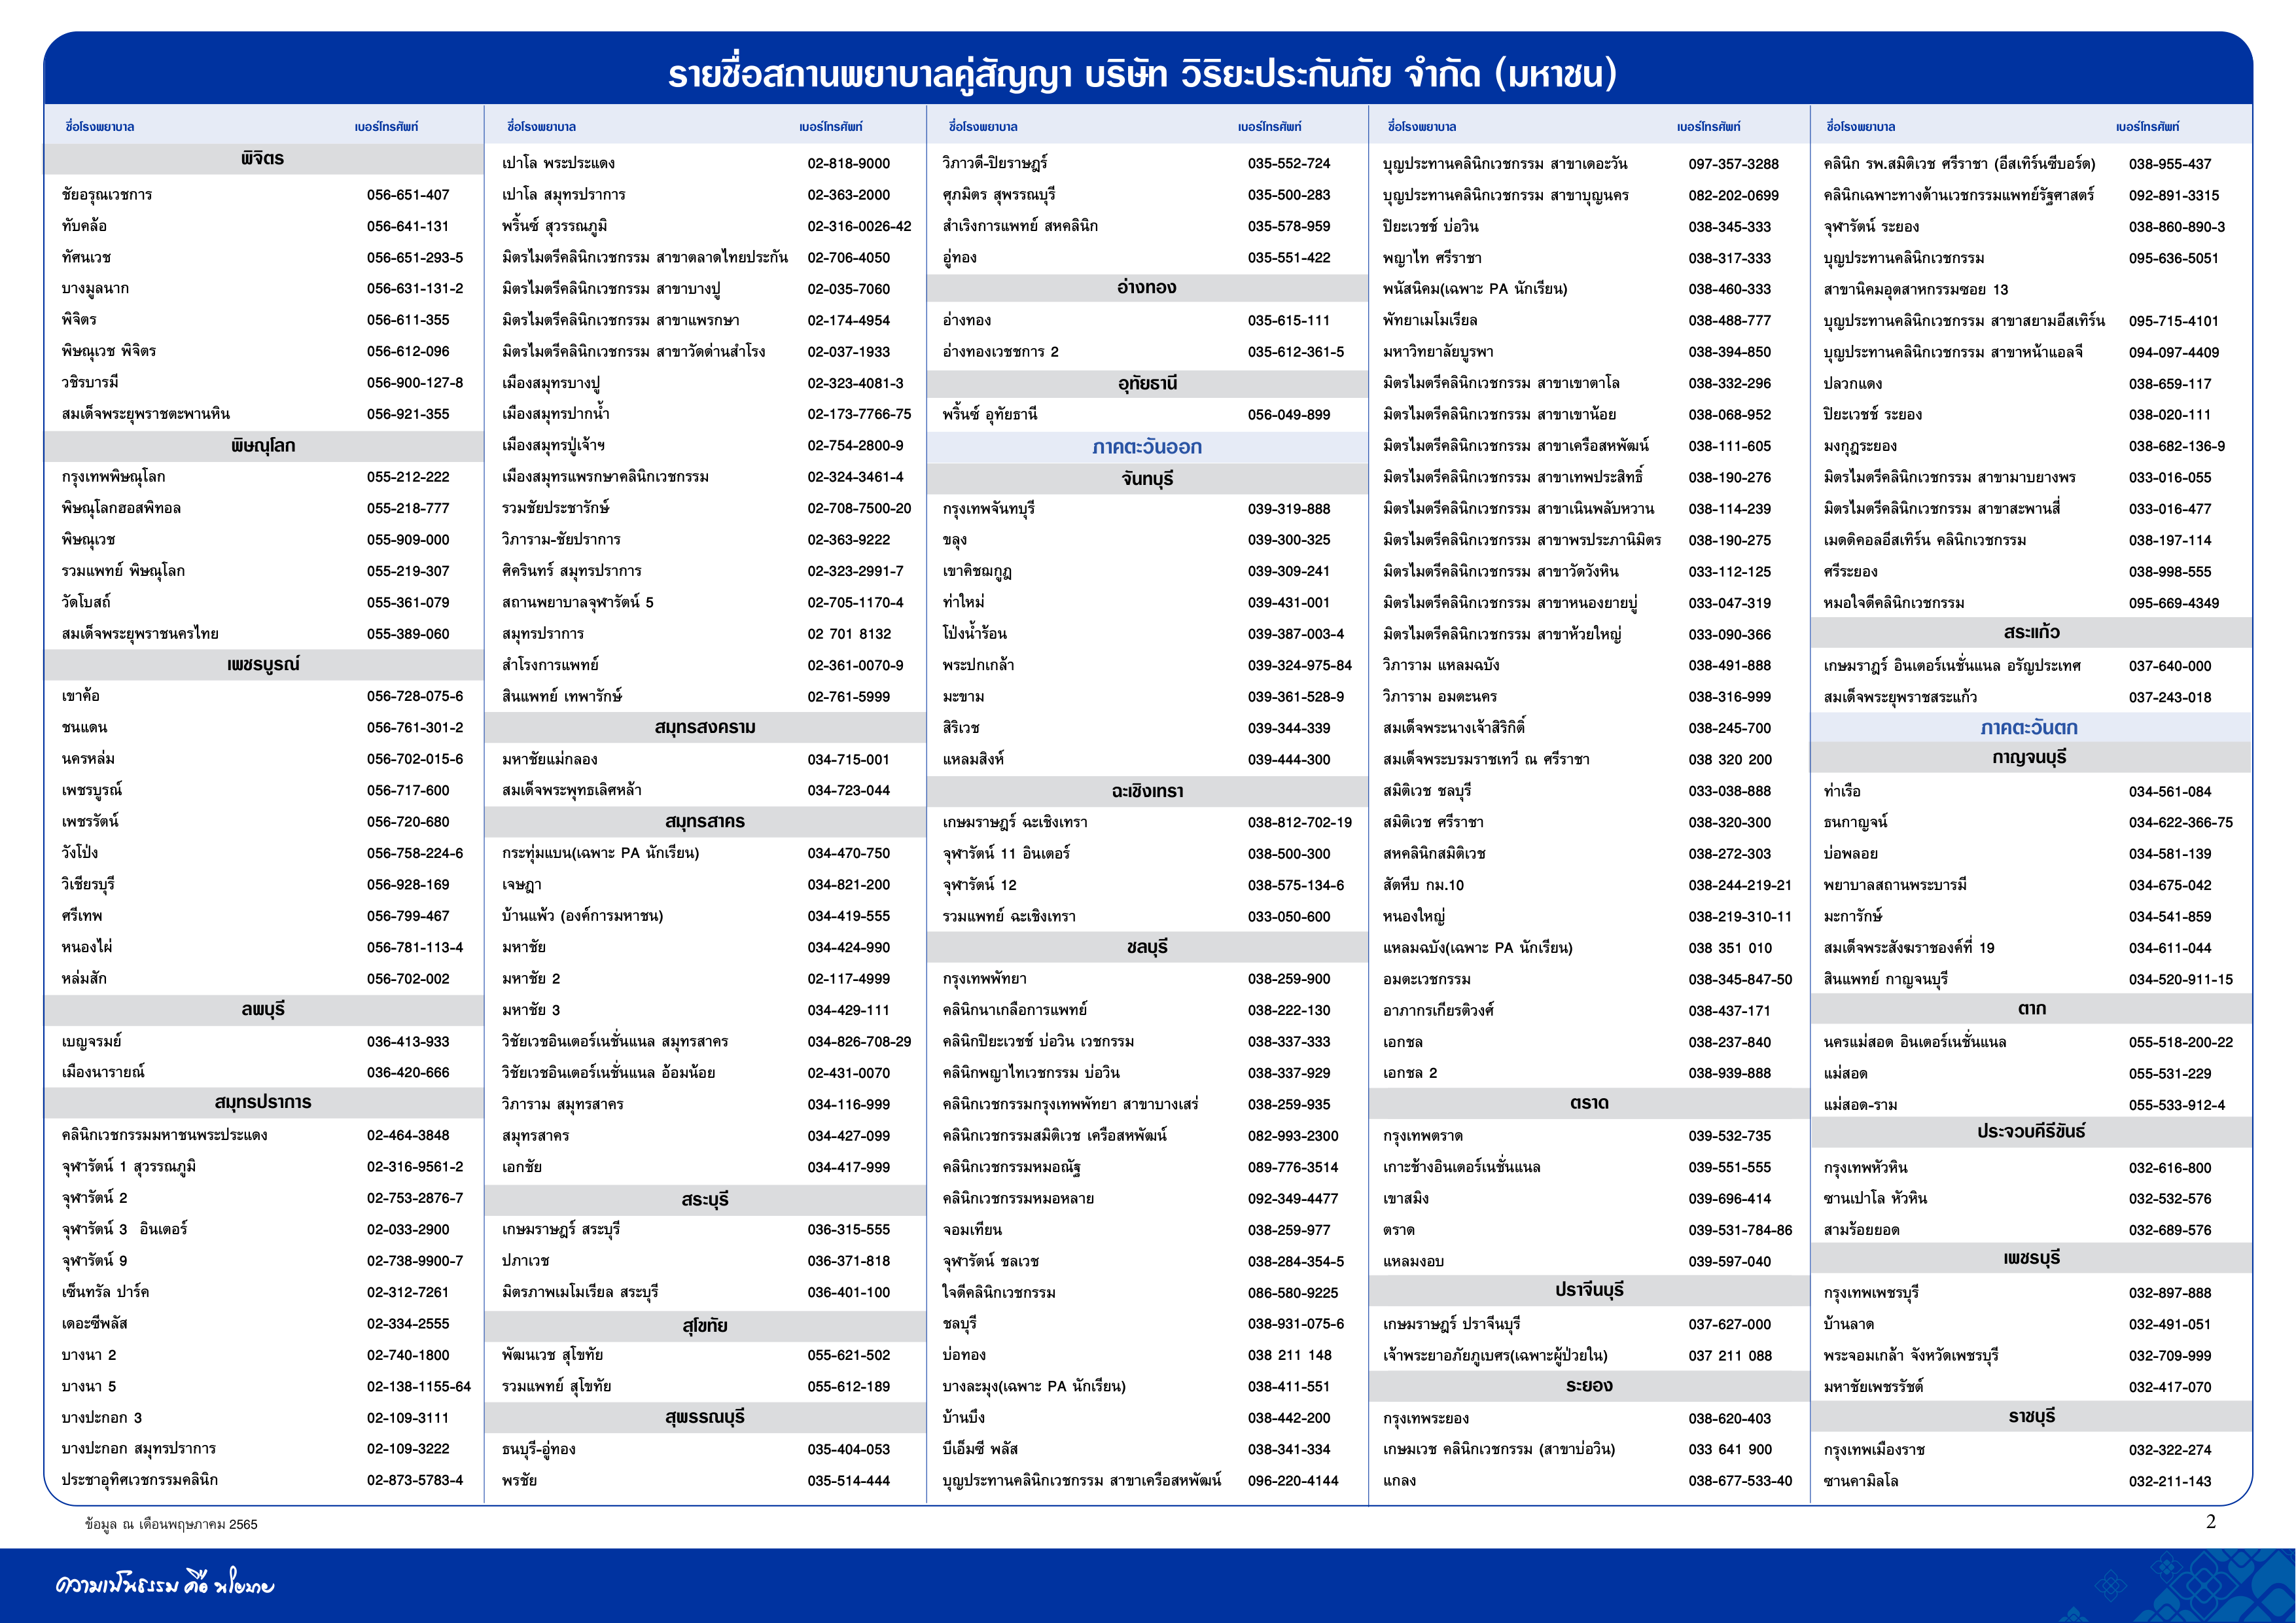 รายชื่อสถานพยาบาลคู่สัญญา บริษัท วิริยะประกันภัย จำกัด (มหาชน)
ชื่อโรงพยาบาล เบอร์โทรศัพท์
พิจิตร
ชัยอรุณเวชการ 056-651-407
ทับคล้อ 056-641-131
ทัศนเวช 056-651-293-5
บางมูลนาก 056-631-131-2
พิจิตร 056-611-355
พิษณุเวช พิจิตร 056-612-096
วชิรบารมี 056-900-127-8
สมเด็จพระยุพราชตะพานหิน 056-921-355
พิษณุโลก
กรุงเทพพิษณุโลก 055-212-222
พิษณุโลกฮอสพิทอล 055-218-777
พิษณุเวช 055-909-000
รวมแพทย์ พิษณุโลก 055-219-307
วัดโบสถ์ 055-361-079
สมเด็จพระยุพราชนครไทย 055-389-060
เพชรบูรณ์
เขาค้อ 056-728-075-6
ชนแดน 056-761-301-2
นครหล่ม 056-702-015-6
เพชรบูรณ์ 056-717-600
เพชรรัตน์ 056-720-680
วังโป่ง 056-758-224-6
วิเชียรบุรี 056-928-169
ศรีเทพ 056-799-467
หนองไผ่ 056-781-113-4
หล่มสัก 056-702-002
ลพบุรี
เบญจรมย์ 036-413-933
เมืองนารายณ์ 036-420-666
สมุทรปราการ
คลินิกเวชกรรมมหาชนพระประแดง 02-464-3848
จุฬารัตน์ 1 สุวรรณภูมิ 02-316-9561-2
จุฬารัตน์ 2 02-753-2876-7
จุฬารัตน์ 3 อินเตอร์ 02-033-2900
จุฬารัตน์ 9 02-738-9900-7
เซ็นทรัล ปาร์ค 02-312-7261
เดอะซีพลัส 02-334-2555
บางนา 2 02-740-1800
บางนา 5 02-138-1155-64
บางปะกอก 3 02-109-3111
บางปะกอก สมุทรปราการ 02-109-3222
ประชาอุทิศเวชกรรมคลินิก 02-873-5783-4
ชื่อโรงพยาบาล เบอร์โทรศัพท์
เปาโล พระประแดง 02-818-9000
เปาโล สมุทรปราการ 02-363-2000
พริ้นซ์ สุวรรณภูมิ 02-316-0026-42
มิตรไมตรีคลินิกเวชกรรม สาขาตลาดไทยประกัน 02-706-4050
มิตรไมตรีคลินิกเวชกรรม สาขาบางปู 02-035-7060
มิตรไมตรีคลินิกเวชกรรม สาขาแพรกษา 02-174-4954
มิตรไมตรีคลินิกเวชกรรม สาขาวัดด่านสำโรง 02-037-1933
เมืองสมุทรบางปู 02-323-4081-3
เมืองสมุทรปากน้ำ 02-173-7766-75
เมืองสมุทรปู่เจ้าฯ 02-754-2800-9
เมืองสมุทรแพรกษาคลินิกเวชกรรม 02-324-3461-4
รวมชัยประชารักษ์ 02-708-7500-20
วิภาราม-ชัยปราการ 02-363-9222
ศิครินทร์ สมุทรปราการ 02-323-2991-7
สถานพยาบาลจุฬารัตน์ 5 02-705-1170-4
สมุทรปราการ 02 701 8132
สำโรงการแพทย์ 02-361-0070-9
สินแพทย์ เทพารักษ์ 02-761-5999
สมุทรสงคราม
มหาชัยแม่กลอง 034-715-001
สมเด็จพระพุทธเลิศหล้า 034-723-044
สมุทรสาคร
กระทุ่มแบน(เฉพาะ PA นักเรียน) 034-470-750
เจษฎา 034-821-200
บ้านแพ้ว (องค์การมหาชน) 034-419-555
มหาชัย 034-424-990
มหาชัย 2 02-117-4999
มหาชัย 3 034-429-111
วิชัยเวชอินเตอร์เนชั่นแนล สมุทรสาคร 034-826-708-29
วิชัยเวชอินเตอร์เนชั่นแนล อ้อมน้อย 02-431-0070
วิภาราม สมุทรสาคร 034-116-999
สมุทรสาคร 034-427-099
เอกชัย 034-417-999
สระบุรี
เกษมราษฎร์ สระบุรี 036-315-555
ปภาเวช 036-371-818
มิตรภาพเมโมเรียล สระบุรี 036-401-100
สุโขทัย
พัฒนเวช สุโขทัย 055-621-502
รวมแพทย์ สุโขทัย 055-612-189
สุพรรณบุรี
ธนบุรี-อู่ทอง 035-404-053
พรชัย 035-514-444
ชื่อโรงพยาบาล เบอร์โทรศัพท์
วิภาวดี-ปิยราษฎร์ 035-552-724
ศุภมิตร สุพรรณบุรี 035-500-283
สำเริงการแพทย์ สหคลินิก 035-578-959
อู่ทอง 035-551-422
อ่างทอง
อ่างทอง 035-615-111
อ่างทองเวชชการ 2 035-612-361-5
อุทัยธานี
พริ้นซ์ อุทัยธานี 056-049-899
ภาคตะวันออก
จันทบุรี
กรุงเทพจันทบุรี 039-319-888
ขลุง 039-300-325
เขาคิชฌกูฏ 039-309-241
ท่าใหม่ 039-431-001
โป่งน้ำร้อน 039-387-003-4
พระปกเกล้า 039-324-975-84
มะขาม 039-361-528-9
สิริเวช 039-344-339
แหลมสิงห์ 039-444-300
ฉะเชิงเทรา
เกษมราษฎร์ ฉะเชิงเทรา 038-812-702-19
จุฬารัตน์ 11 อินเตอร์ 038-500-300
จุฬารัตน์ 12 038-575-134-6
รวมแพทย์ ฉะเชิงเทรา 033-050-600
ชลบุรี
กรุงเทพพัทยา 038-259-900
คลินิกนาเกลือการแพทย์ 038-222-130
คลินิกปิยะเวชช์ บ่อวิน เวชกรรม 038-337-333
คลินิกพญาไทเวชกรรม บ่อวิน 038-337-929
คลินิกเวชกรรมกรุงเทพพัทยา สาขาบางเสร่ 038-259-935
คลินิกเวชกรรมสมิติเวช เครือสหพัฒน์ 082-993-2300
คลินิกเวชกรรมหมอณัฐ 089-776-3514
คลินิกเวชกรรมหมอหลาย 092-349-4477
จอมเทียน 038-259-977
จุฬารัตน์ ชลเวช 038-284-354-5
ใจดีคลินิกเวชกรรม 086-580-9225
ชลบุรี 038-931-075-6
บ่อทอง 038 211 148
บางละมุง(เฉพาะ PA นักเรียน) 038-411-551
บ้านบึง 038-442-200
บีเอ็มซี พลัส 038-341-334
บุญประทานคลินิกเวชกรรม สาขาเครือสหพัฒน์ 096-220-4144
ชื่อโรงพยาบาล เบอร์โทรศัพท์
บุญประทานคลินิกเวชกรรม สาขาเดอะวัน 097-357-3288
บุญประทานคลินิกเวชกรรม สาขาบุญนคร 082-202-0699
ปิยะเวชช์ บ่อวิน 038-345-333
พญาไท ศรีราชา 038-317-333
พนัสนิคม(เฉพาะ PA นักเรียน) 038-460-333
พัทยาเมโมเรียล 038-488-777
มหาวิทยาลัยบูรพา 038-394-850
มิตรไมตรีคลินิกเวชกรรม สาขาเขาตาโล 038-332-296
มิตรไมตรีคลินิกเวชกรรม สาขาเขาน้อย 038-068-952
มิตรไมตรีคลินิกเวชกรรม สาขาเครือสหพัฒน์ 038-111-605
มิตรไมตรีคลินิกเวชกรรม สาขาเทพประสิทธิ์ 038-190-276
มิตรไมตรีคลินิกเวชกรรม สาขาเนินพลับหวาน 038-114-239
มิตรไมตรีคลินิกเวชกรรม สาขาพรประภานิมิตร 038-190-275
มิตรไมตรีคลินิกเวชกรรม สาขาวัดวังหิน 033-112-125
มิตรไมตรีคลินิกเวชกรรม สาขาหนองยายบู่ 033-047-319
มิตรไมตรีคลินิกเวชกรรม สาขาห้วยใหญ่ 033-090-366
วิภาราม แหลมฉบัง 038-491-888
วิภาราม อมตะนคร 038-316-999
สมเด็จพระนางเจ้าสิริกิติ์ 038-245-700
สมเด็จพระบรมราชเทวี ณ ศรีราชา 038 320 200
สมิติเวช ชลบุรี 033-038-888
สมิติเวช ศรีราชา 038-320-300
สหคลินิกสมิติเวช 038-272-303
สัตหีบ กม.10 038-244-219-21
หนองใหญ่ 038-219-310-11
แหลมฉบัง(เฉพาะ PA นักเรียน) 038 351 010
อมตะเวชกรรม 038-345-847-50
อาภากรเกียรติวงศ์ 038-437-171
เอกชล 038-237-840
เอกชล 2 038-939-888
ตราด
กรุงเทพตราด 039-532-735
เกาะช้างอินเตอร์เนชั่นแนล 039-551-555
เขาสมิง 039-696-414
ตราด 039-531-784-86
แหลมงอบ 039-597-040
ปราจีนบุรี
เกษมราษฎร์ ปราจีนบุรี 037-627-000
เจ้าพระยาอภัยภูเบศร(เฉพาะผู้ป่วยใน) 037 211 088
ระยอง
กรุงเทพระยอง 038-620-403
เกษมเวช คลินิกเวชกรรม (สาขาบ่อวิน) 033 641 900
แกลง 038-677-533-40
ชื่อโรงพยาบาล เบอร์โทรศัพท์
คลินิก รพ.สมิติเวช ศรีราชา (อีสเทิร์นซีบอร์ด) 038-955-437
คลินิกเฉพาะทางด้านเวชกรรมแพทย์รัฐศาสตร์ 092-891-3315
จุฬารัตน์ ระยอง 038-860-890-3
บุญประทานคลินิกเวชกรรม 095-636-5051
สาขานิคมอุตสาหกรรมซอย 13
บุญประทานคลินิกเวชกรรม สาขาสยามอีสเทิร์น 095-715-4101
บุญประทานคลินิกเวชกรรม สาขาหน้าแอลจี 094-097-4409
ปลวกแดง 038-659-117
ปิยะเวชช์ ระยอง 038-020-111
มงกุฎระยอง 038-682-136-9
มิตรไมตรีคลินิกเวชกรรม สาขามาบยางพร 033-016-055
มิตรไมตรีคลินิกเวชกรรม สาขาสะพานสี่ 033-016-477
เมดดิคอลอีสเทิร์น คลินิกเวชกรรม 038-197-114
ศรีระยอง 038-998-555
หมอใจดีคลินิกเวชกรรม 095-669-4349
สระแก้ว
เกษมราฎร์ อินเตอร์เนชั่นแนล อรัญประเทศ 037-640-000
สมเด็จพระยุพราชสระแก้ว 037-243-018
ภาคตะวันตก
กาญจนบุรี
ท่าเรือ 034-561-084
ธนกาญจน์ 034-622-366-75
บ่อพลอย 034-581-139
พยาบาลสถานพระบารมี 034-675-042
มะการักษ์ 034-541-859
สมเด็จพระสังฆราชองค์ที่ 19 034-611-044
สินแพทย์ กาญจนบุรี 034-520-911-15
ตาก
นครแม่สอด อินเตอร์เนชั่นแนล 055-518-200-22
แม่สอด 055-531-229
แม่สอด-ราม 055-533-912-4
ประจวบคีรีขันธ์
กรุงเทพหัวหิน 032-616-800
ซานเปาโล หัวหิน 032-532-576
สามร้อยยอด 032-689-576
เพชรบุรี
กรุงเทพเพชรบุรี 032-897-888
บ้านลาด 032-491-051
พระจอมเกล้า จังหวัดเพชรบุรี 032-709-999
มหาชัยเพชรรัชต์ 032-417-070
ราชบุรี
กรุงเทพเมืองราช 032-322-274
ซานคามิลโล 032-211-143
ข้อมูล ณ เดือนพฤษภาคม 2565
2
ความเป็นธรรม คือ นโยบาย